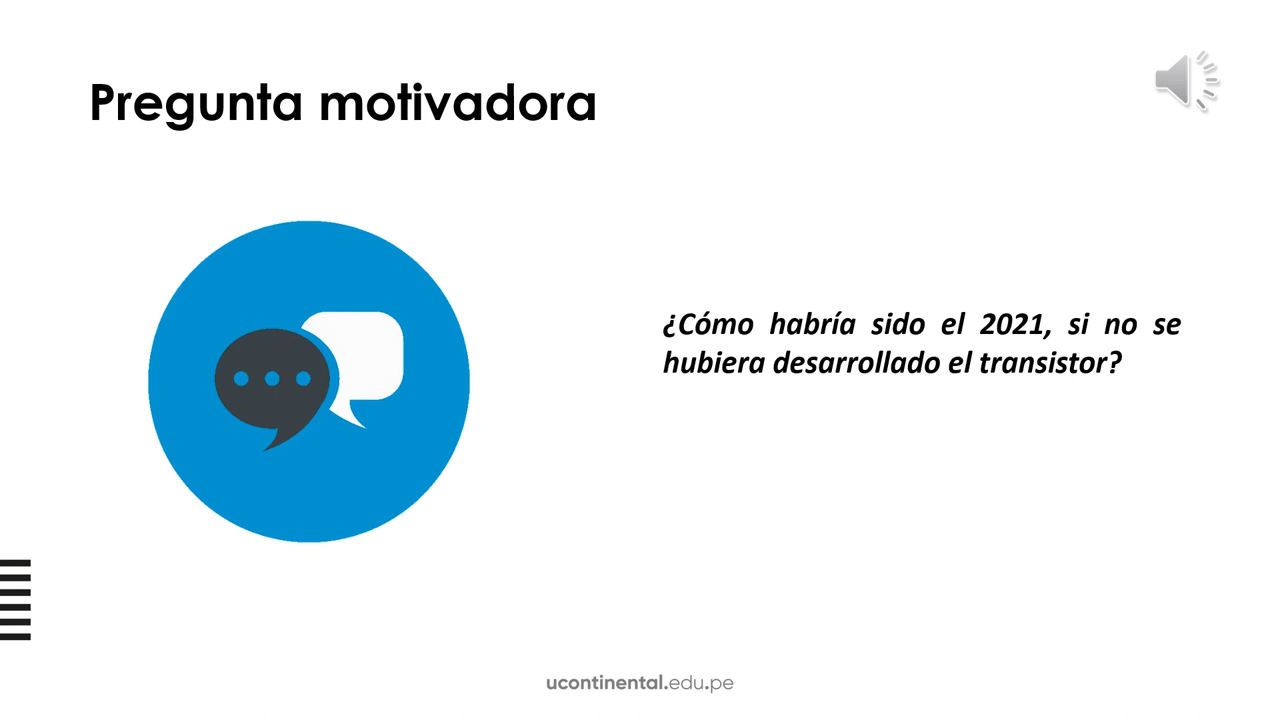 Pregunta motivadora
¿Cómo habría sido el 2021, si no se
hubiera desarrollado el transistor?
ucontinental.edu.pe